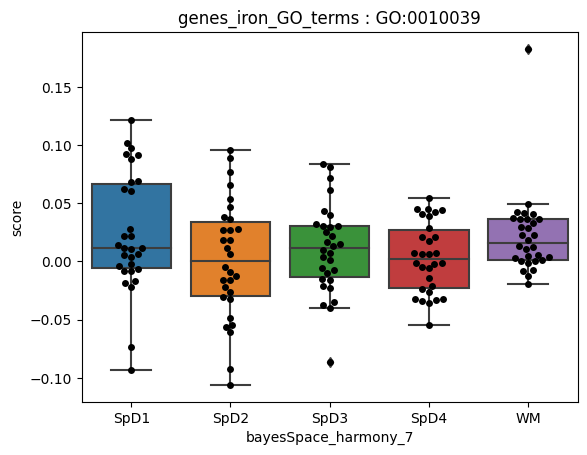 genes_iron_GO_terms : GO:0010039
score
0.15
0.10
0.05
0.00
−0.05
−0.10
SpD1 SpD2 SpD3 SpD4 WM
bayesSpace_harmony_7